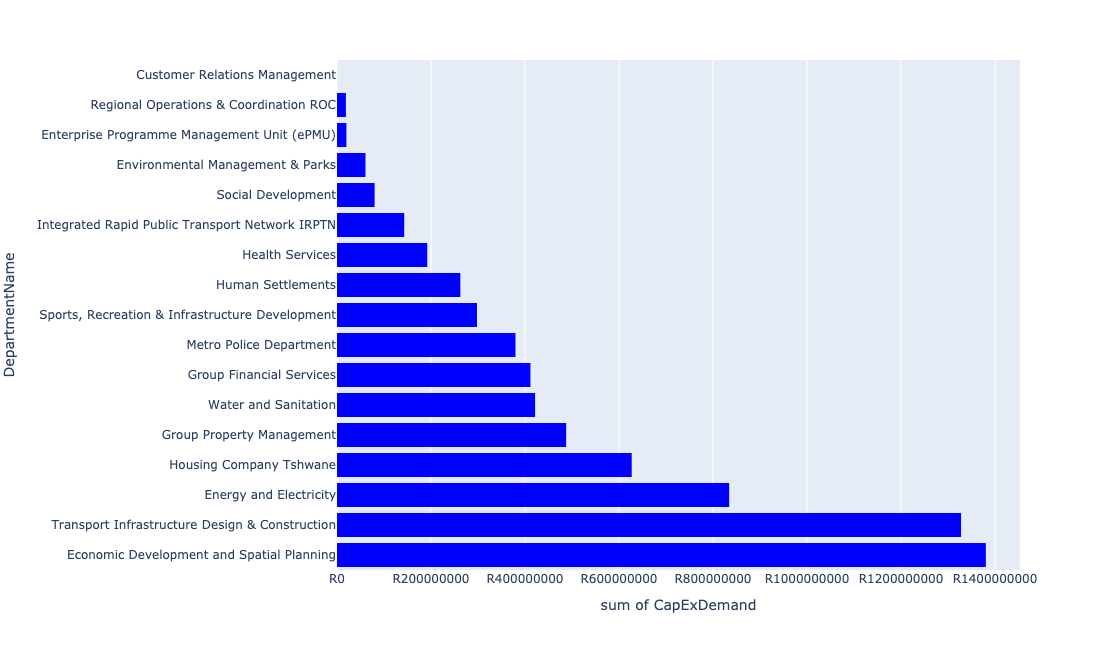 Customer Relations Management
Regional Operations & Coordination ROC
Enterprise Programme Management Unit (ePMU)
Environmental Management & Parks
Social Development
Integrated Rapid Public Transport Network IRPTN
Health Services
Human Settlements
Sports, Recreation & Infrastructure Development
Metro Police Department
Group Financial Services
Water and Sanitation
Group Property Management
Housing Company Tshwane
Energy and Electricity
Transport Infrastructure Design & Construction
Economic Development and Spatial Planning
DepartmentName
R0 R200000000 R400000000 R600000000 R800000000 R1000000000 R1200000000 R1400000000
sum of CapExDemand